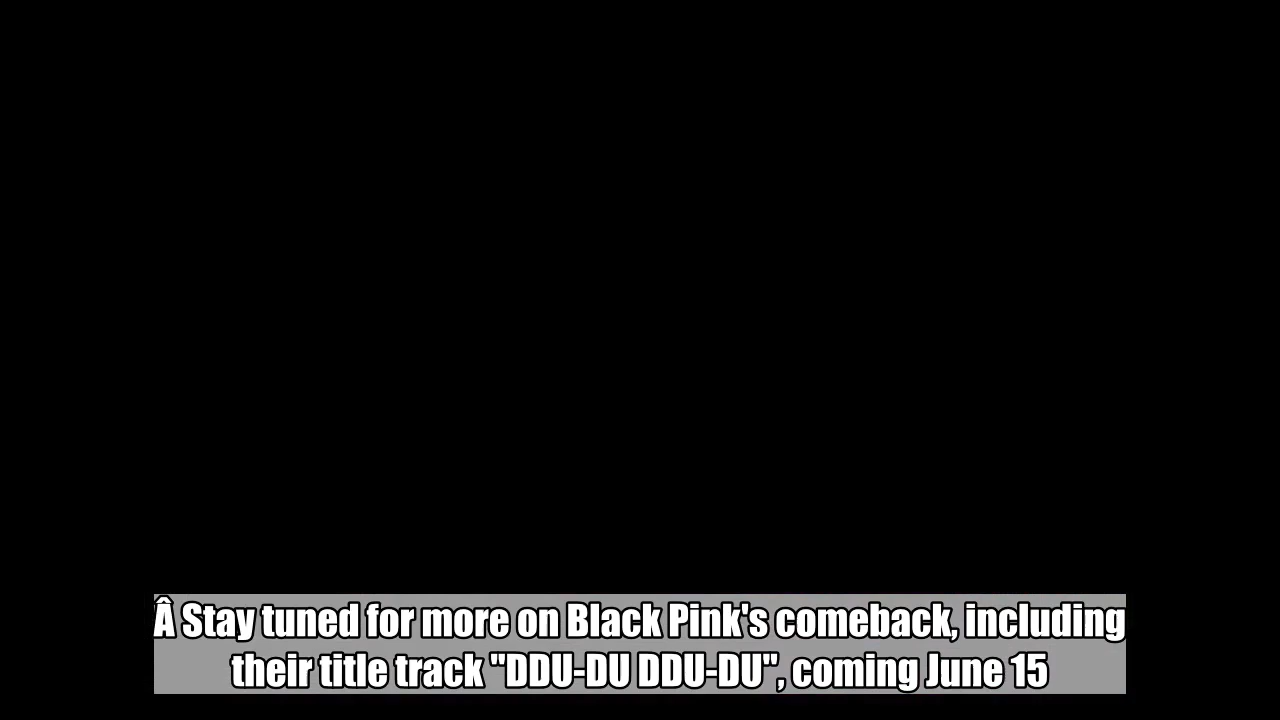 Â Stay tuned for more on Black Pink's comeback, including
their title track "DDU-DU DDU-DU", coming June 15